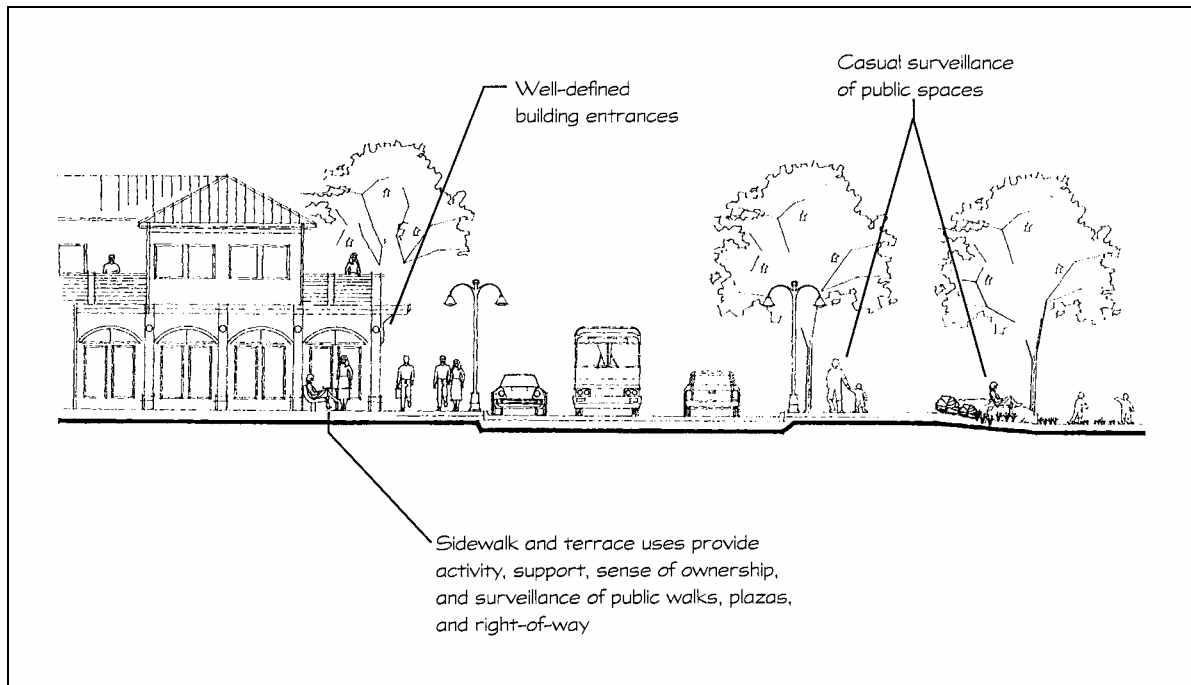 Well-defined
building entrances
Casual surveillance
of public spaces
Sidewalk and terrace uses provide
activity, support, sense of ownership,
and surveillance of public walks, plazas,
and right-of-way